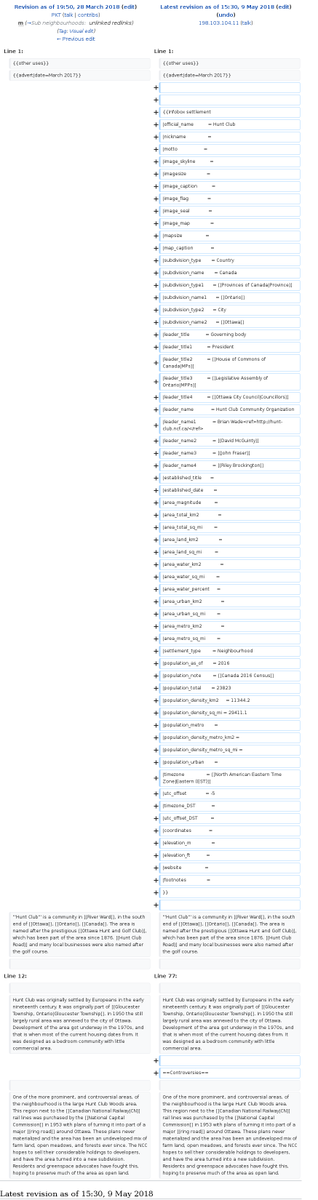 Revision as of 19:50, 28 March 2018 (edit)
PKT (talk | contribs)
m (→Sub neighbourhoods: unlinked redlinks)
(Tag: Visual edit)
← Previous edit
Latest revision as of 15:30, 9 May 2018 (edit)
(undo)
198.103.104.11 (talk)
Line 1:
Line 1:
{{other uses}}
{{other uses}}
{{advert|date=March 2017}}
{{advert|date=March 2017}}
+
+
+ {{Infobox settlement
+ |official_name = Hunt Club
+ |nickname =
+ |motto =
+ |image_skyline =
+ |imagesize =
+ |image_caption =
+ |image_flag =
+ |image_seal =
+ |image_map =
+ |mapsize =
+ |map_caption =
+ |subdivision_type = Country
+ |subdivision_name = Canada
+ |subdivision_type1 = [[Provinces of Canada|Province]]
+ |subdivision_name1 = [[Ontario]]
+ |subdivision_type2 = City
+ |subdivision_name2 = [[Ottawa]]
+ |leader_title = Governing body
+ |leader_title1 = President
+ |leader_title2 = [[House of Commons of
Canada|MPs]]
+ |leader_title3 = [[Legislative Assembly of
Ontario|MPPs]]
+ |leader_title4 = [[Ottawa City Council|Councillors]]
+ |leader_name = Hunt Club Community Organization
+ |leader_name1 = Brian Wade<ref>http://hunt-
club.ncf.ca/</ref>
+ |leader_name2 = [[David McGuinty]]
+ |leader_name3 = [[John Fraser]]
+ |leader_name4 = [[Riley Brockington]]
+ |established_title =
+ |established_date =
+ |area_magnitude =
+ |area_total_km2 =
+ |area_total_sq_mi =
+ |area_land_km2 =
+ |area_land_sq_mi =
+ |area_water_km2 =
+ |area_water_sq_mi =
+ |area_water_percent =
+ |area_urban_km2 =
+ |area_urban_sq_mi =
+ |area_metro_km2 =
+ |area_metro_sq_mi =
+ |settlement_type = Neighbourhood
+ |population_as_of = 2016
+ |population_note = [[Canada 2016 Census]]
+ |population_total = 23823
+ |population_density_km2 = 11344.2
+ |population_density_sq_mi = 29411.1
+ |population_metro =
+ |population_density_metro_km2 =
+ |population_density_metro_sq_mi =
+ |population_urban =
+ |timezone = [[North American Eastern Time
Zone|Eastern (EST)]]
+ |utc_offset = -5
+ |timezone_DST =
+ |utc_offset_DST =
+ |coordinates =
+ |elevation_m =
+ |elevation_ft =
+ |website =
+ |footnotes =
+ }}
+
'''Hunt Club''' is a community in [[River Ward]], in the south
end of [[Ottawa]], [[Ontario]], [[Canada]]. The area is
named after the prestigious [[Ottawa Hunt and Golf Club]],
which has been part of the area since 1876. [[Hunt Club
Road]] and many local businesses were also named after
the golf course.
'''Hunt Club''' is a community in [[River Ward]], in the south
end of [[Ottawa]], [[Ontario]], [[Canada]]. The area is
named after the prestigious [[Ottawa Hunt and Golf Club]],
which has been part of the area since 1876. [[Hunt Club
Road]] and many local businesses were also named after
the golf course.
Line 12:
Line 77:
Hunt Club was originally settled by Europeans in the early
nineteenth century. It was originally part of [[Gloucester
Township, Ontario|Gloucester Township]], in 1950 the still
largely rural area was annexed to the city of Ottawa.
Development of the area got underway in the 1970s, and
that is when most of the current housing dates from. It
was designed as a bedroom community with little
commercial area.
Hunt Club was originally settled by Europeans in the early
nineteenth century. It was originally part of [[Gloucester
Township, Ontario|Gloucester Township]], in 1950 the still
largely rural area was annexed to the city of Ottawa.
Development of the area got underway in the 1970s, and
that is when most of the current housing dates from. It
was designed as a bedroom community with little
commercial area.
+
+ ==Controversies==
One of the more prominent, and controversial areas, of
the neighbourhood is the large Hunt Club Woods area.
This region next to the [[Canadian National Railway|CN]]
rail lines was purchased by the [[National Capital
Commission]] in 1953 with plans of turning it into part of a
major [[ring road]] around Ottawa. These plans never
materialized and the area has been an undeveloped mix of
farm land, open meadows, and forests ever since. The NCC
hopes to sell their considerable holdings to developers,
and have the area turned into a new subdivision.
Residents and greenspace advocates have fought this,
hoping to preserve much of the area as open.
One of the more prominent, and controversial areas, of
the neighbourhood is the large Hunt Club Woods area.
This region next to the [[Canadian National Railway|CN]]
rail lines was purchased by the [[National Capital
Commission]] in 1953 with plans of turning it into part of a
major [[ring road]] around Ottawa. These plans never
materialized and the area has been an undeveloped mix of
farm land, open meadows, and forests ever since. The NCC
hopes to sell their considerable holdings to developers,
and have the area turned into a new subdivision.
Residents and greenspace advocates have fought this,
hoping to preserve much of the area as open.
Latest revision as of 15:30, 9 May 2018